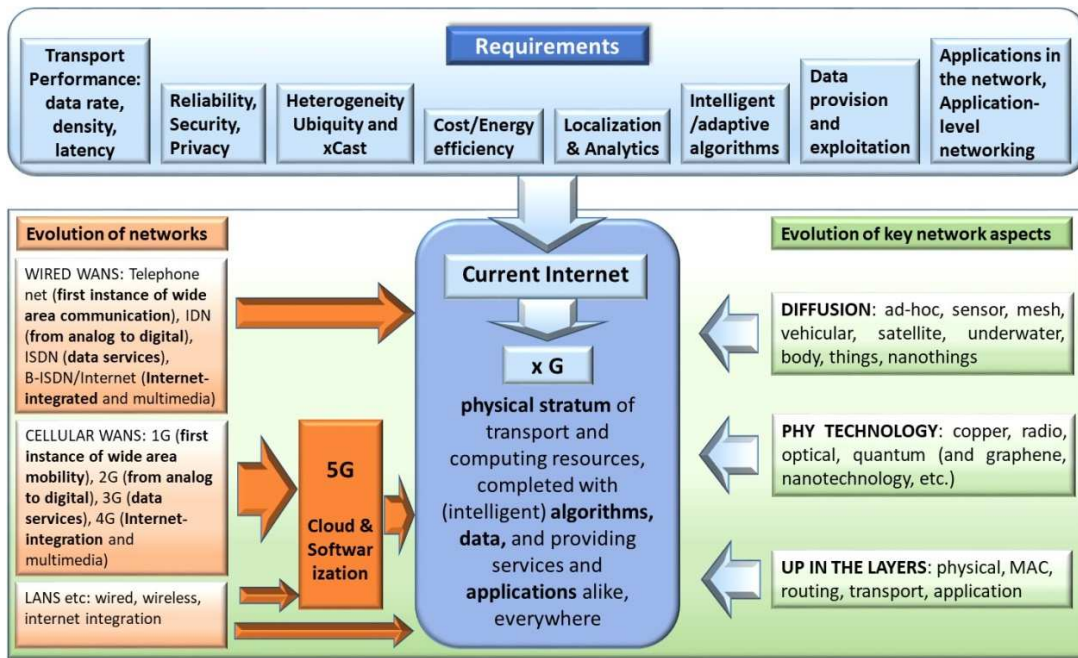 Requirements
Transport
Performance:
data rate,
density,
latency
Reliability,
Security,
Privacy
Heterogeneity
Ubiquity and
xCast
Cost/Energy
efficiency
Localization
& Analytics
Intelligent
/adaptive
algorithms
Data
provision
and
exploitation
Applications in
the network,
Application-
level
networking
Evolution of networks
WIRED WANS: Telephone
net (first instance of wide
area communication), IDN
(from analog to digital),
ISDN (data services),
B-ISDN/Internet (Internet-
integrated and multimedia)
CELLULAR WANS: 1G (first
instance of wide area
mobility), 2G (from analog
to digital), 3G (data
services), 4G (Internet-
integration and
multimedia)
LANS etc: wired, wireless,
internet integration
5G
Cloud &
Softwar
ization
Current Internet
x G
physical stratum of
transport and
computing resources,
completed with
(intelligent) algorithms,
data, and providing
services and
applications alike,
everywhere
Evolution of key network aspects
DIFFUSION: ad-hoc, sensor, mesh,
vehicular, satellite, underwater,
body, things, nanothings
PHY TECHNOLOGY: copper, radio,
optical, quantum (and graphene,
nanotechnology, etc.)
UP IN THE LAYERS: physical, MAC,
routing, transport, application